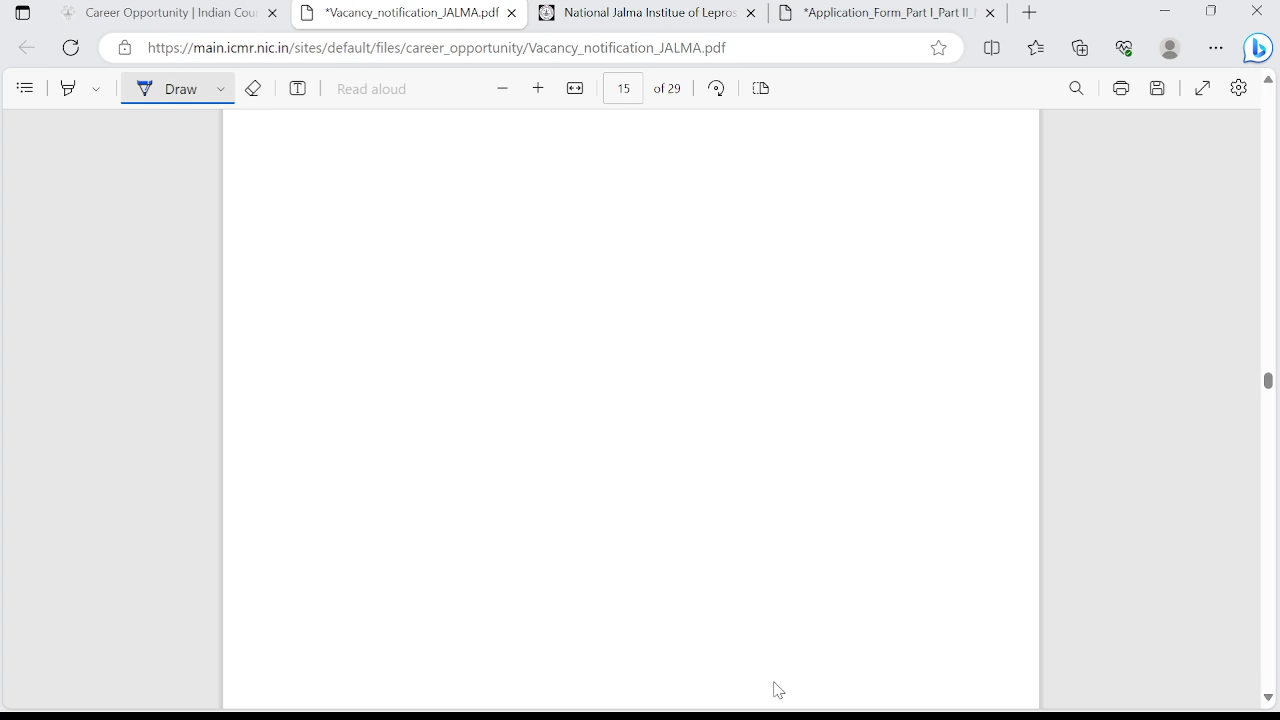 Career Opportunity | Indian Cou
*Vacancy_notification_JALMA.pdf
National Jalma Institue of Lepros
*Application_Form_Part I_Part II_I
https://main.icmr.nic.in/sites/default/files/career_opportunity/Vacancy_notification_JALMA.pdf
Draw
Read aloud
15
of 29